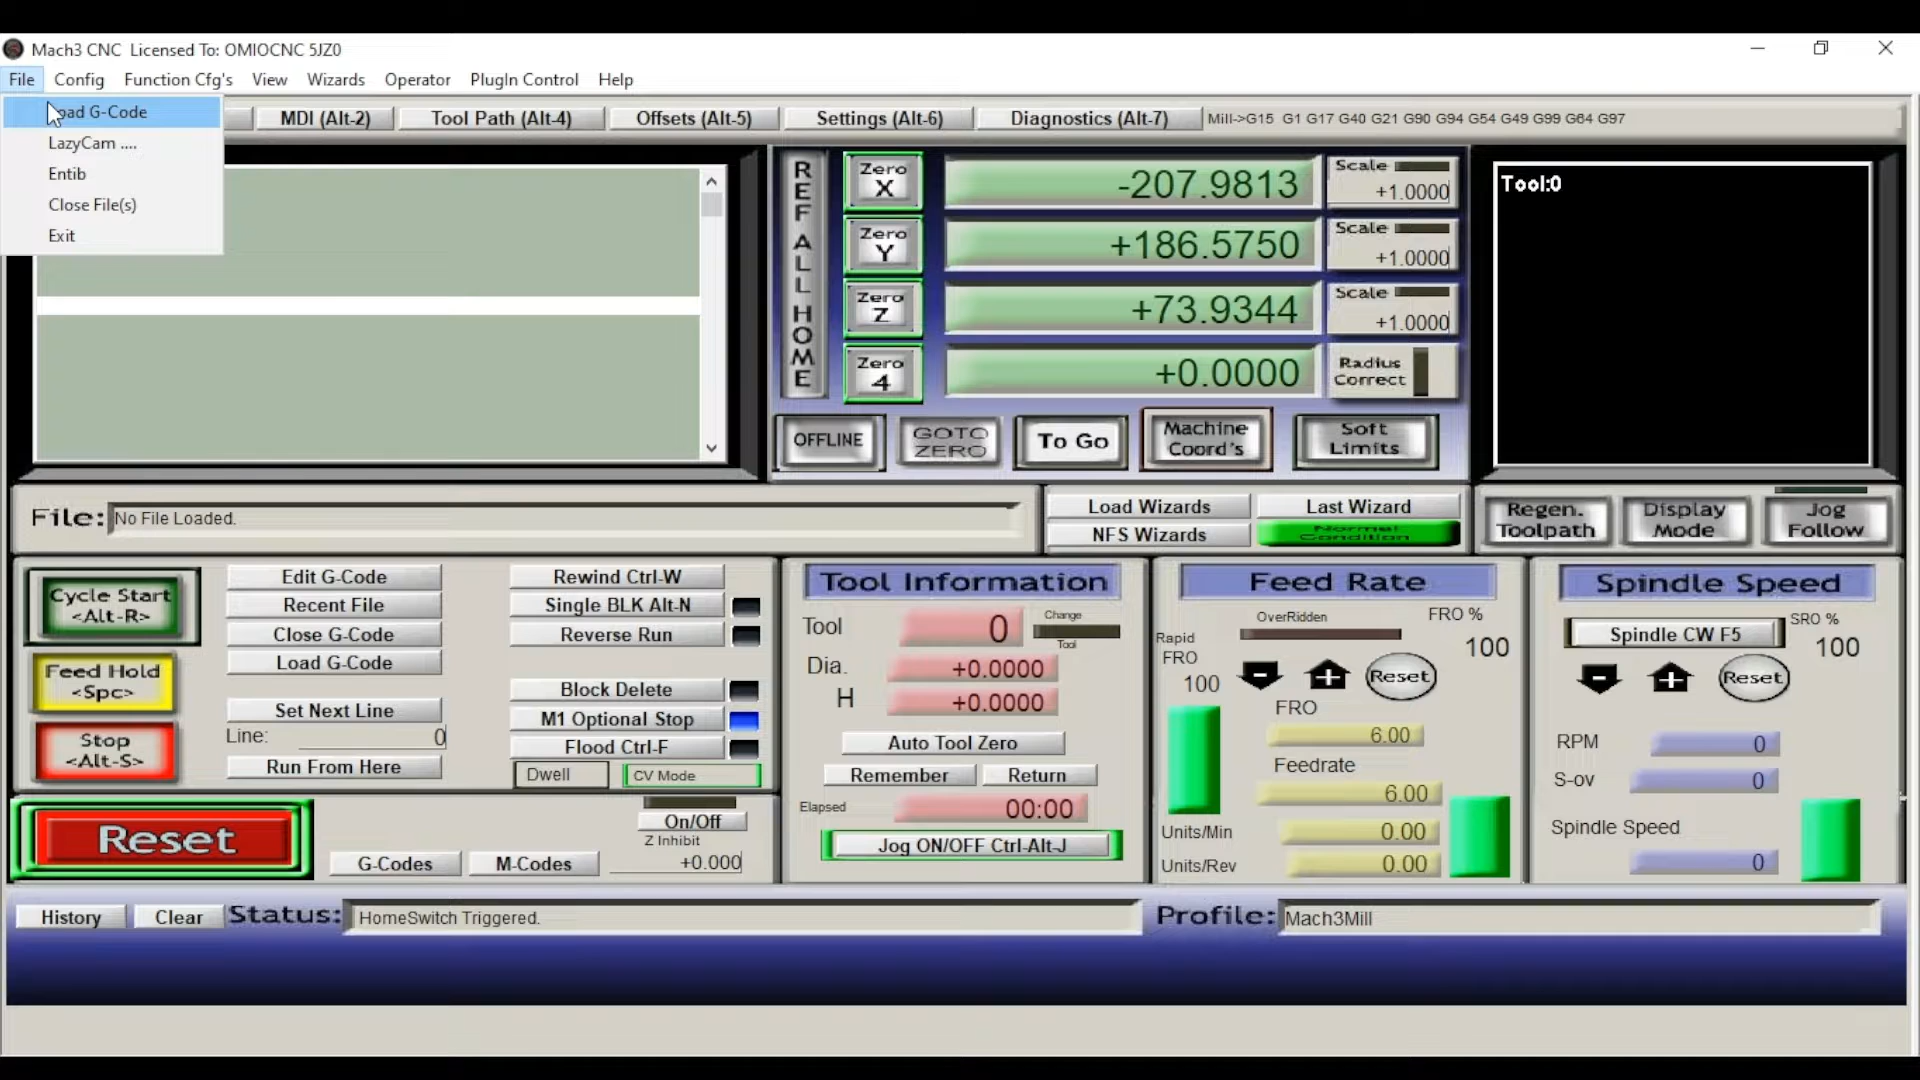 Mach3 CNC Licensed To: OMIOCNC 5JZ0
File Config Function Cfg's View Wizards Operator PlugIn Control Help
G-Code
LazyCam ....
Entib
Close File(s)
Exit
MDI (Alt-2) Tool Path (Alt-4) Offsets (Alt-5) Settings (Alt-6) Diagnostics (Alt-7) Mill->G15 G1 G17 G40 G21 G90 G94 G54 G49 G99 G64 G97
REF ALL HOME
Zero X -207.9813 Scale +1.0000
Zero Y +186.5750 Scale +1.0000
Zero Z +73.9344 Scale +1.0000
Zero 4 +0.0000 Radius Correct
OFFLINE GOTO ZERO To Go Machine Coord's Soft Limits
Tool:0
File: No File Loaded.
Load Wizards Last Wizard
NFS Wizards Normal Condition
Regen. Toolpath Display Mode Jog Follow
Cycle Start <Alt-R>
Feed Hold <Spc>
Stop <Alt-S>
Reset
Edit G-Code
Recent File
Close G-Code
Load G-Code
Set Next Line
Line: 0
Run From Here
Rewind Ctrl-W
Single BLK Alt-N
Reverse Run
Block Delete
M1 Optional Stop
Flood Ctrl-F
Dwell CV Mode
G-Codes M-Codes
On/Off
Z Inhibit
+0.000
Tool Information
Tool 0 Change Tool
Dia. +0.0000
H +0.0000
Auto Tool Zero
Remember Return
Elapsed 00:00
Jog ON/OFF Ctrl-Alt-J
Feed Rate
OverRidden FRO % 100
Rapid FRO 100
Reset
FRO
6.00
Feedrate
6.00
Units/Min 0.00
Units/Rev 0.00
Spindle Speed
Spindle CW F5 SRO % 100
Reset
RPM 0
S-ov 0
Spindle Speed
0
History Clear Status: HomeSwitch Triggered. Profile: Mach3Mill